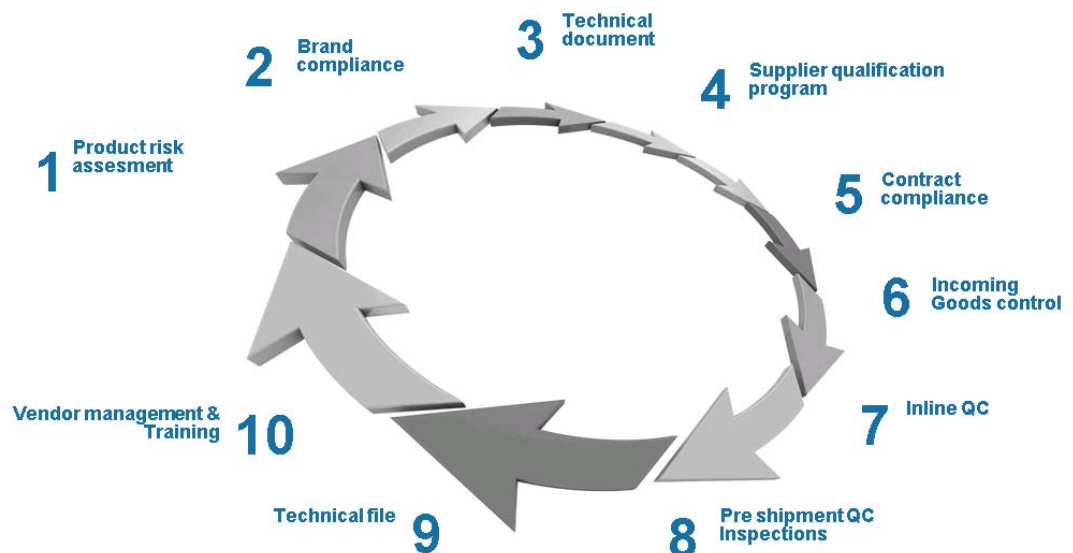 1 Product risk
assesment
2 Brand
compliance
3 Technical
document
4 Supplier qualification
program
5 Contract
compliance
6 Incoming
Goods control
7 Inline QC
8 Pre shipment QC
Inspections
9 Technical file
10 Vendor management &
Training